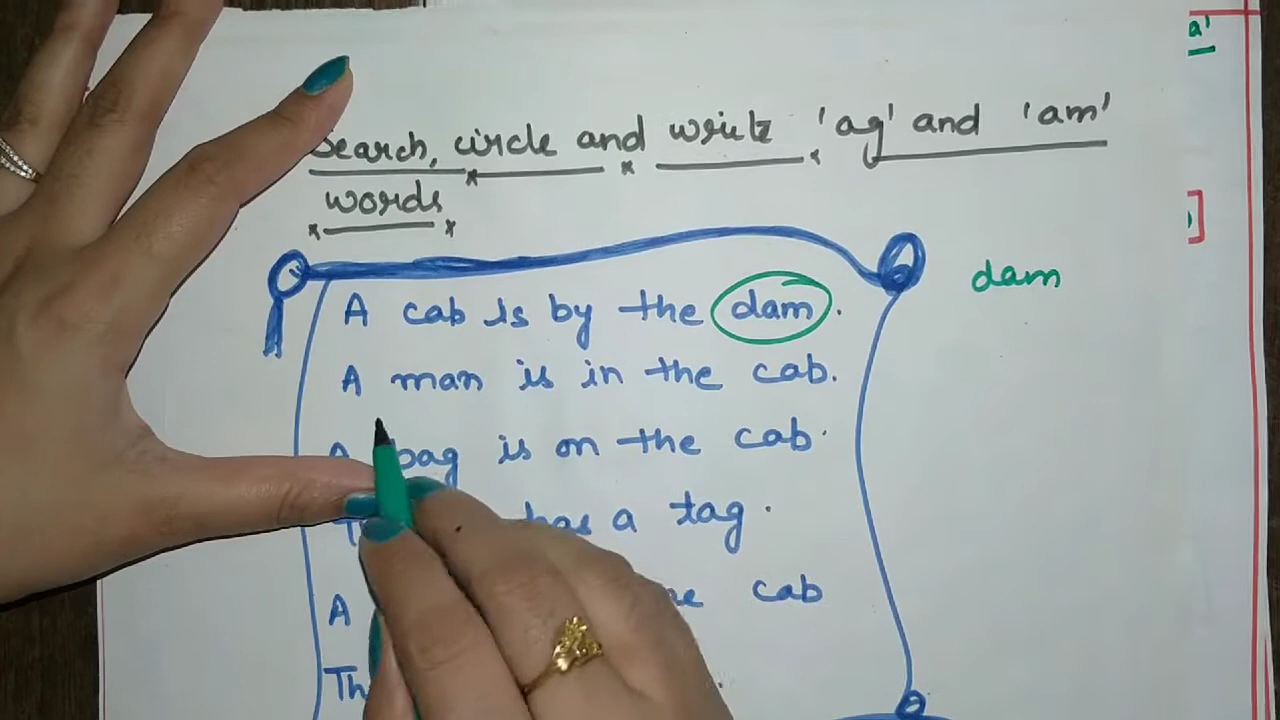 a'
Search, circle and write 'ag' and 'am'
words
A cab is by the dam.
dam
A man is in the cab.
A bag is on the cab.
has a tag.
A cab
Th